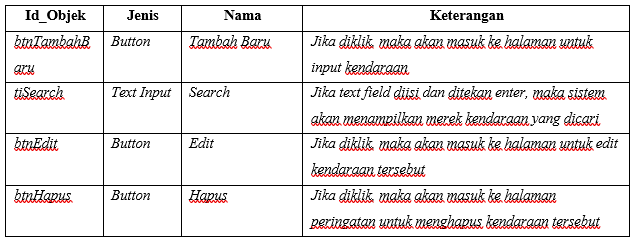 Id_Objek Jenis Nama Keterangan
btnTambahB Button Tambah Baru Jika diklik, maka akan masuk ke halaman untuk
aru input kendaraan
tiSearch Text Input Search Jika text field diisi dan ditekan enter, maka sistem
akan menampilkan merek kendaraan yang dicari
btnEdit Button Edit Jika diklik, maka akan masuk ke halaman untuk edit
kendaraan tersebut
btnHapus Button Hapus Jika diklik, maka akan masuk ke halaman
peringatan untuk menghapus kendaraan tersebut